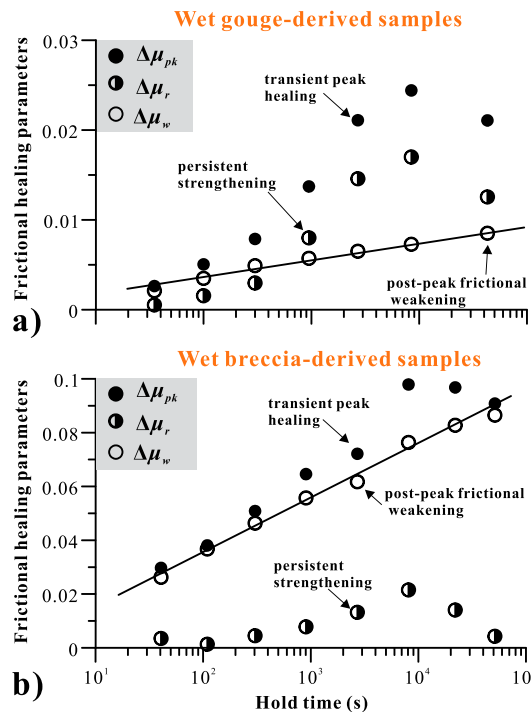 Wet gouge-derived samples
0.03
Δμpk
Δμr
Δμw
transient peak
healing
0.02
persistent
strengthening
0.01
post-peak frictional
weakening
0
Frictional healing parameters
a)
Wet breccia-derived samples
0.1
Δμpk
Δμr
Δμw
0.08
transient peak
healing
0.06
post-peak frictional
weakening
0.04
persistent
strengthening
0.02
0
Frictional healing parameters
b)
10¹ 10² 10³ 10⁴ 10
Hold time (s)